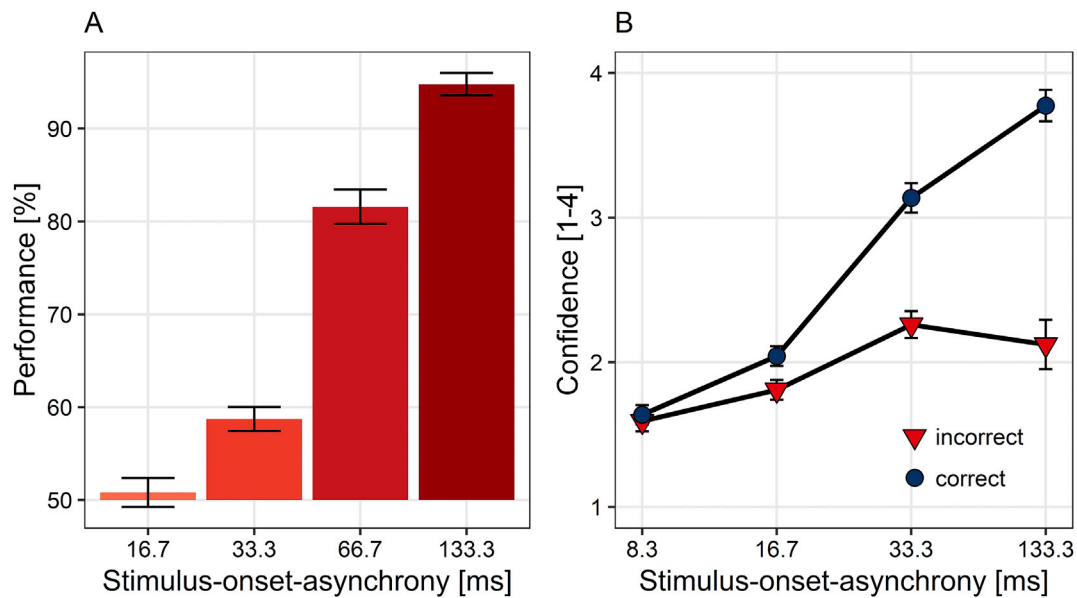 A
Performance [%]
90
80
70
60
50
16.7 33.3 66.7 133.3
Stimulus-onset-asynchrony [ms]
B
Confidence [1-4]
4
3
2
1
incorrect
correct
8.3 16.7 33.3 133.3
Stimulus-onset-asynchrony [ms]